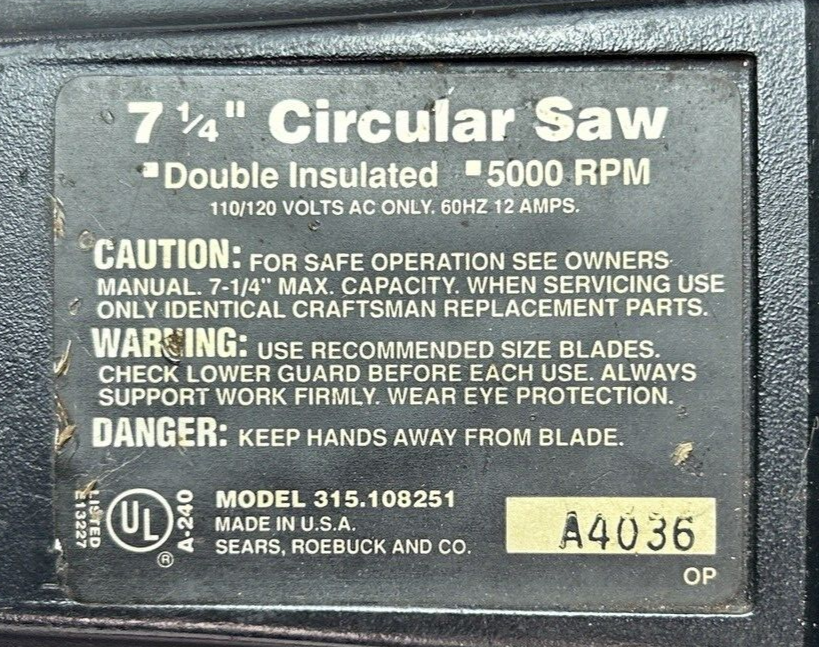 7 1/4" Circular Saw
▪Double Insulated ▪5000 RPM
110/120 VOLTS AC ONLY. 60HZ 12 AMPS.
CAUTION: FOR SAFE OPERATION SEE OWNERS
MANUAL. 7-1/4" MAX. CAPACITY. WHEN SERVICING USE
ONLY IDENTICAL CRAFTSMAN REPLACEMENT PARTS.
WARNING: USE RECOMMENDED SIZE BLADES.
CHECK LOWER GUARD BEFORE EACH USE. ALWAYS
SUPPORT WORK FIRMLY. WEAR EYE PROTECTION.
DANGER: KEEP HANDS AWAY FROM BLADE.
LISTED
E13227
UL
®
A-240
MODEL 315.108251
MADE IN U.S.A.
SEARS, ROEBUCK AND CO.
A4036
OP